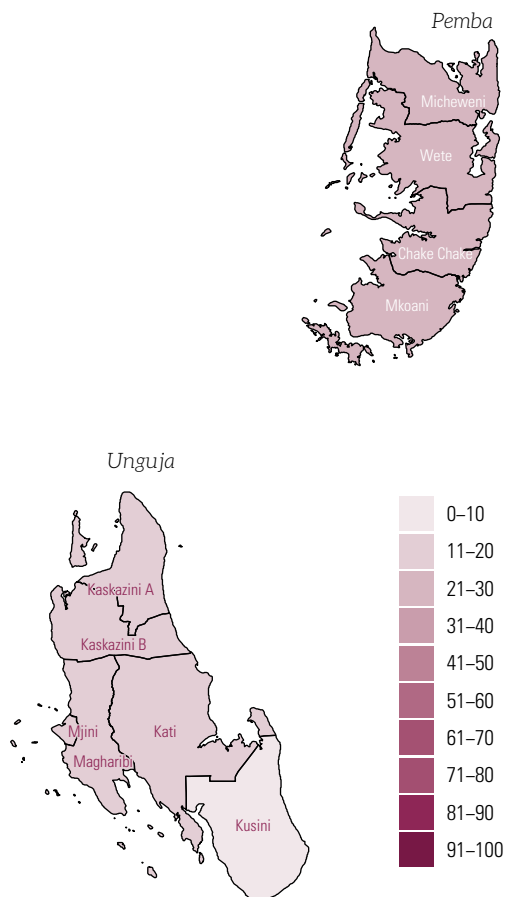 Pemba
Micheweni
Wete
Chake Chake
Mkoani
Unguja
Kaskazini A
Kaskazini B
Mjini
Kati
Magharibi
Kusini
0–10
11–20
21–30
31–40
41–50
51–60
61–70
71–80
81–90
91–100